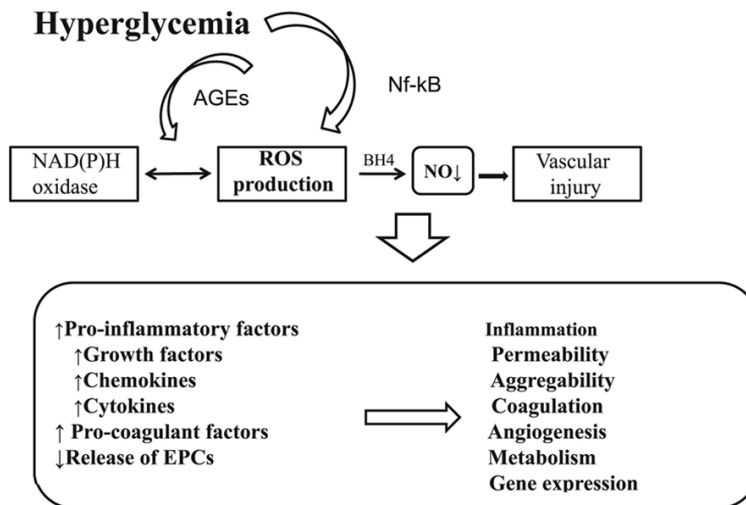 Hyperglycemia
AGEs
Nf-kB
NAD(P)H
oxidase
ROS
production
BH4
NO↓
Vascular
injury
↑Pro-inflammatory factors
↑Growth factors
↑Chemokines
↑Cytokines
↑ Pro-coagulant factors
↓Release of EPCs
Inflammation
Permeability
Aggregability
Coagulation
Angiogenesis
Metabolism
Gene expression